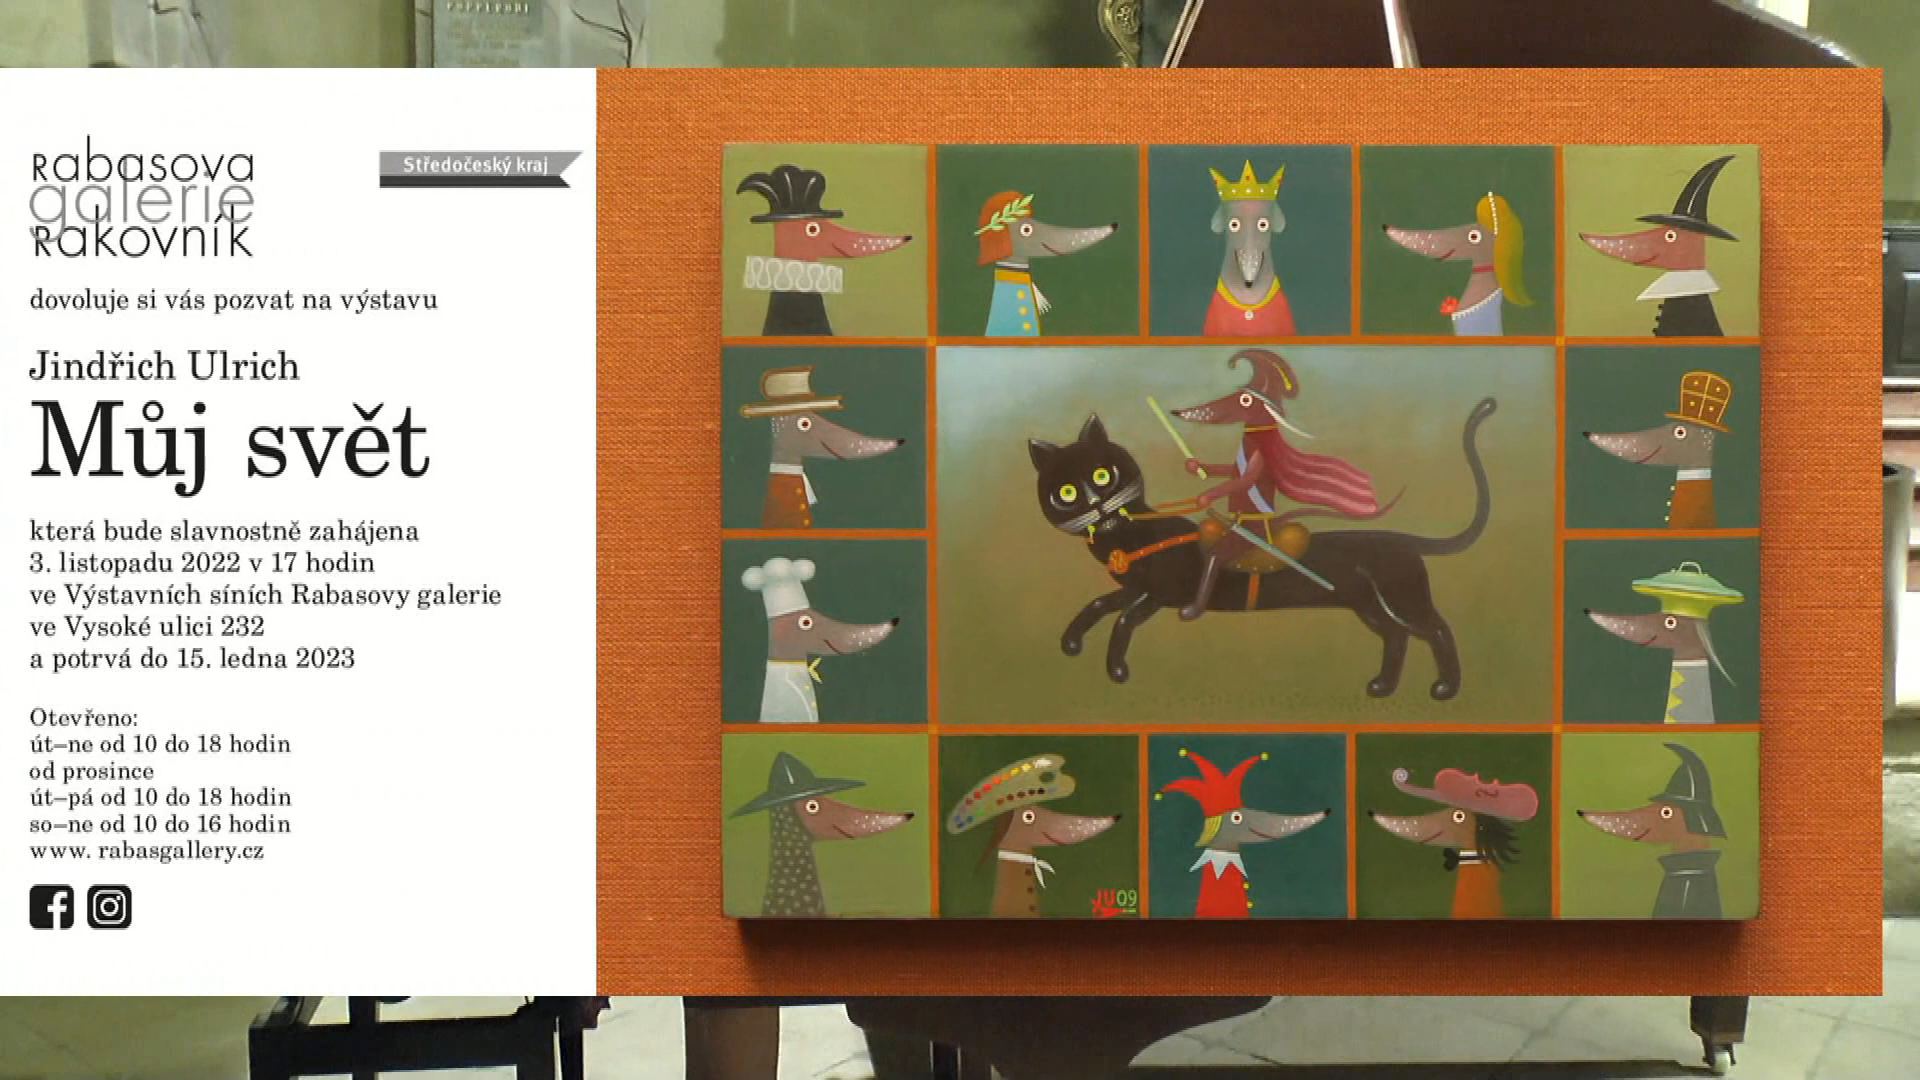 Rabasova
galerie
Rakovník
Středočeský kraj
dovoluje si vás pozvat na výstavu
Jindřich Ulrich
Můj svět
která bude slavnostně zahájena
3. listopadu 2022 v 17 hodin
ve Výstavních síních Rabasovy galerie
ve Vysoké ulici 232
a potrvá do 15. ledna 2023
Otevřeno:
út–ne od 10 do 18 hodin
od prosince
út–pá od 10 do 18 hodin
so–ne od 10 do 16 hodin
www. rabasgallery.cz
JU09